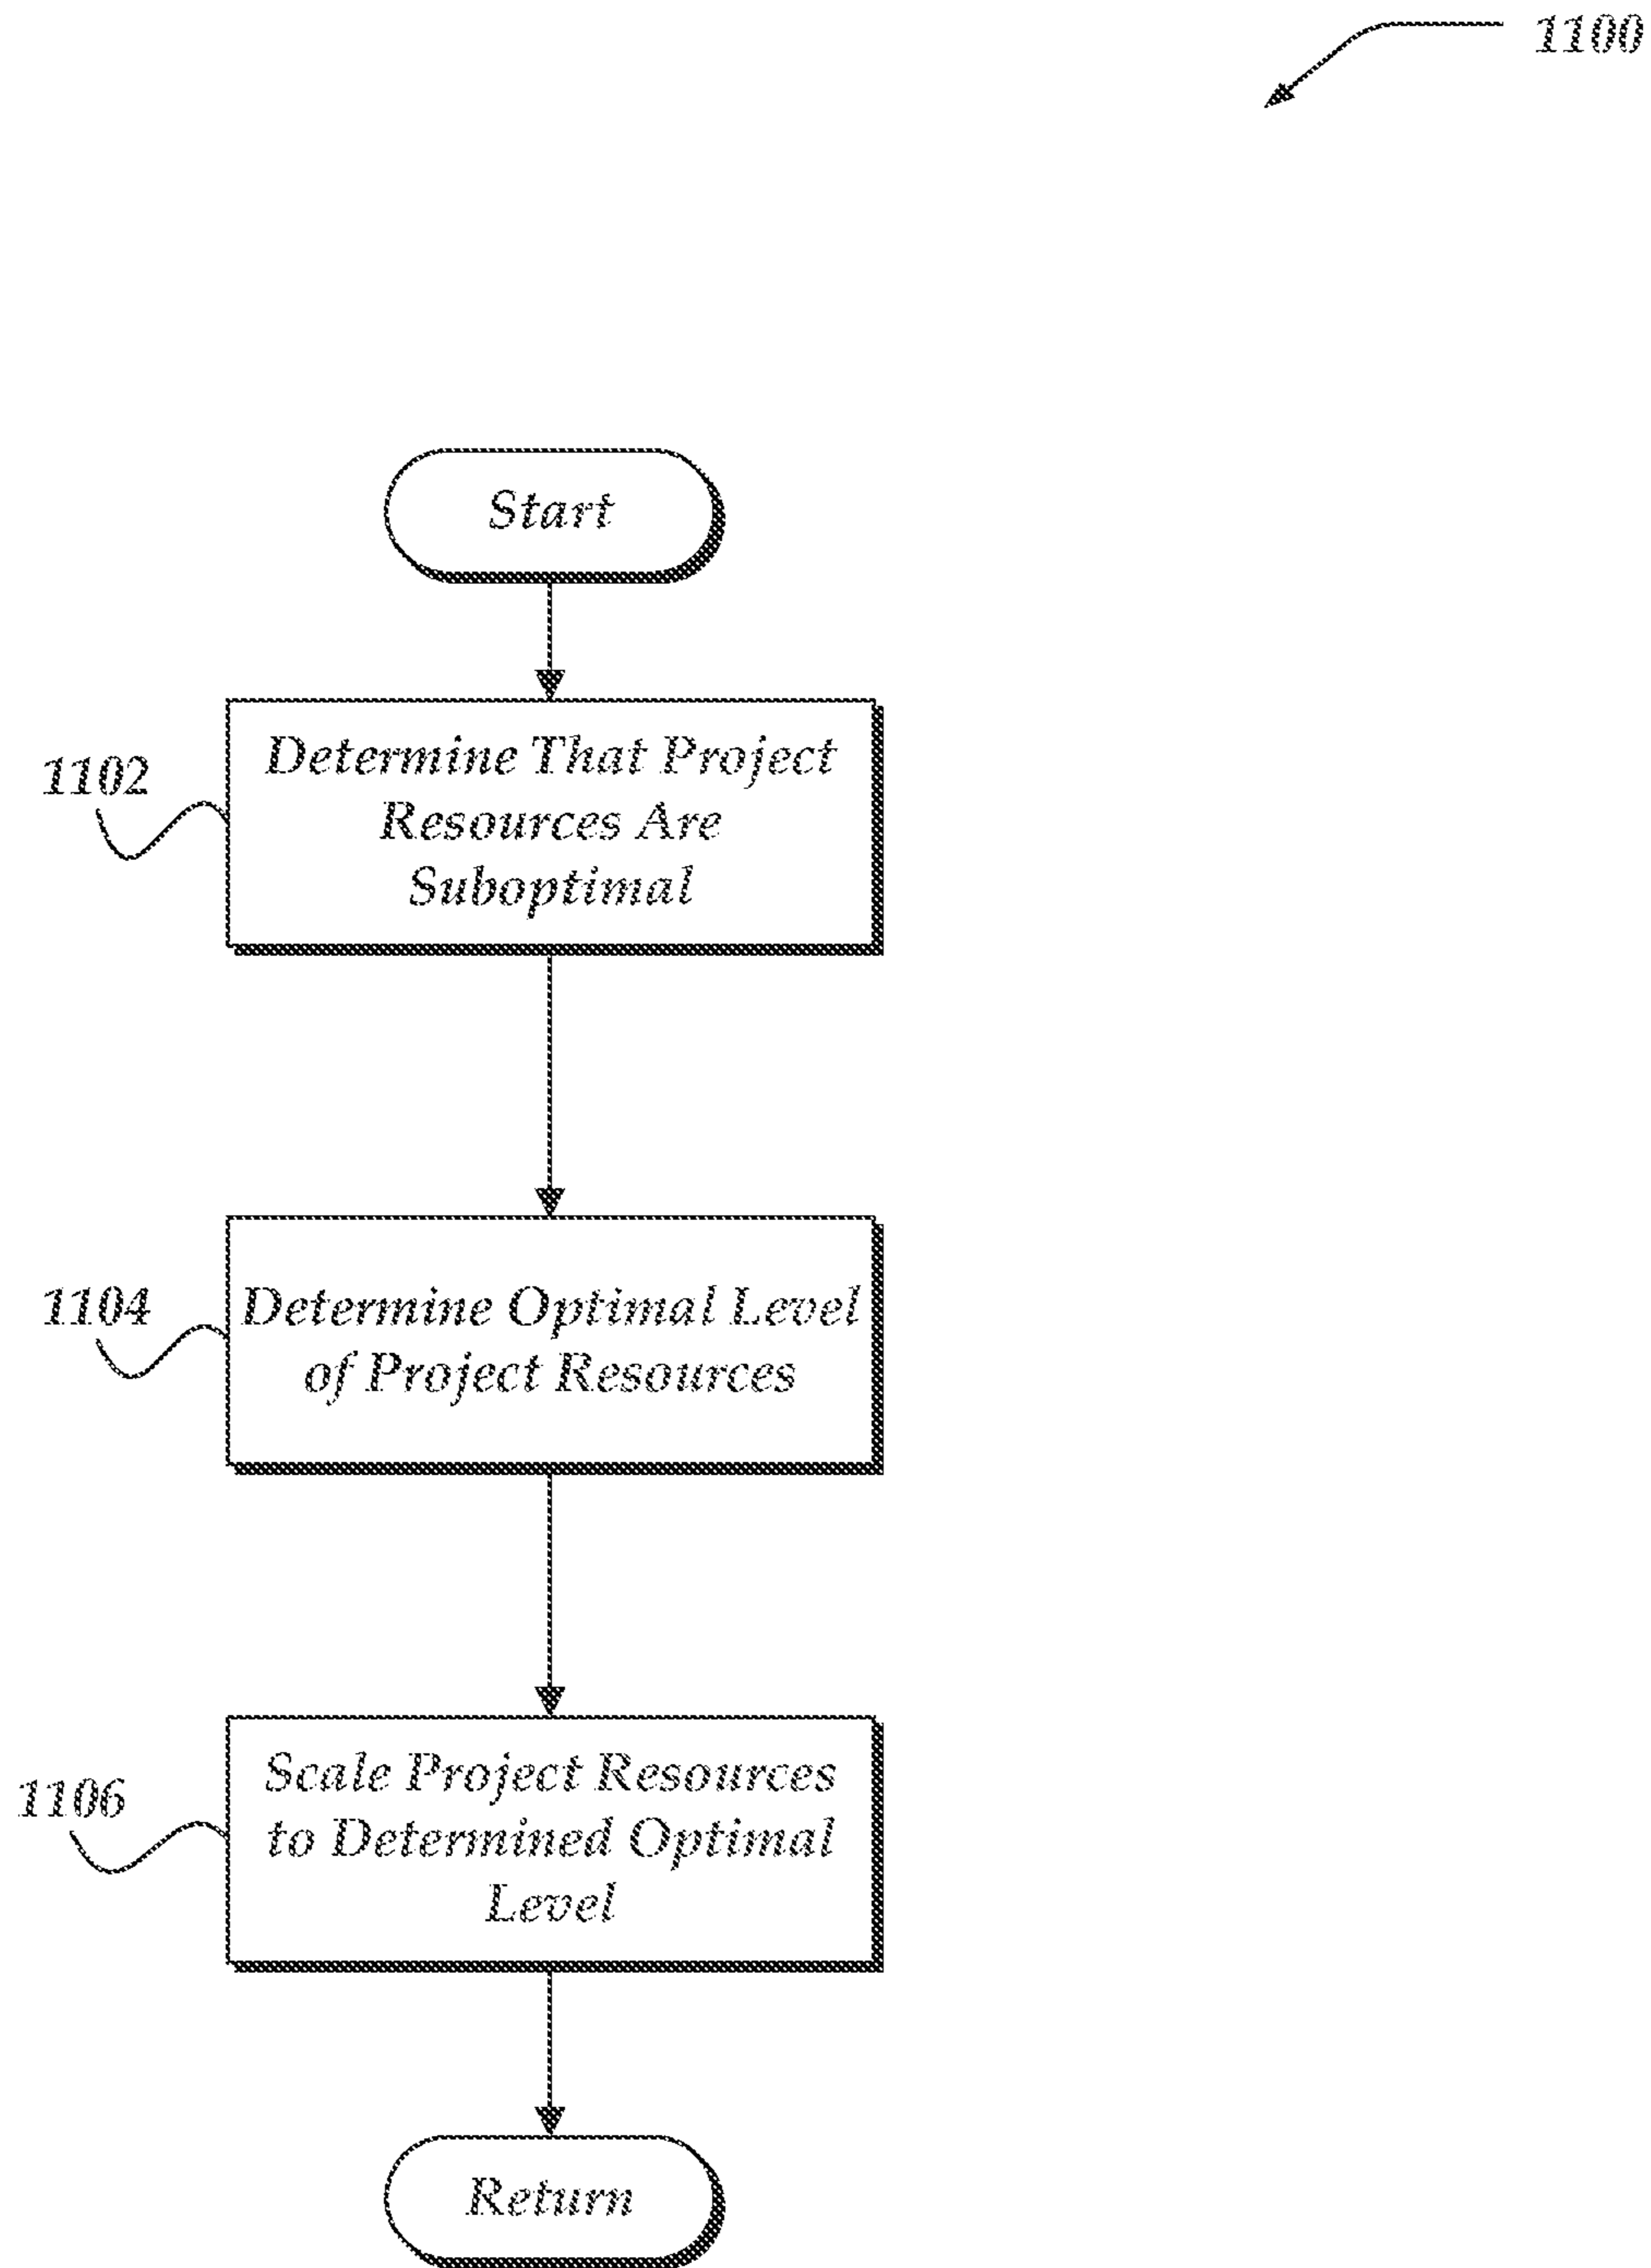 1100
Start
1102
Determine That Project
Resources Are
Suboptimal
1104
Determine Optimal Level
of Project Resources
1106
Scale Project Resources
to Determined Optimal
Level
Return